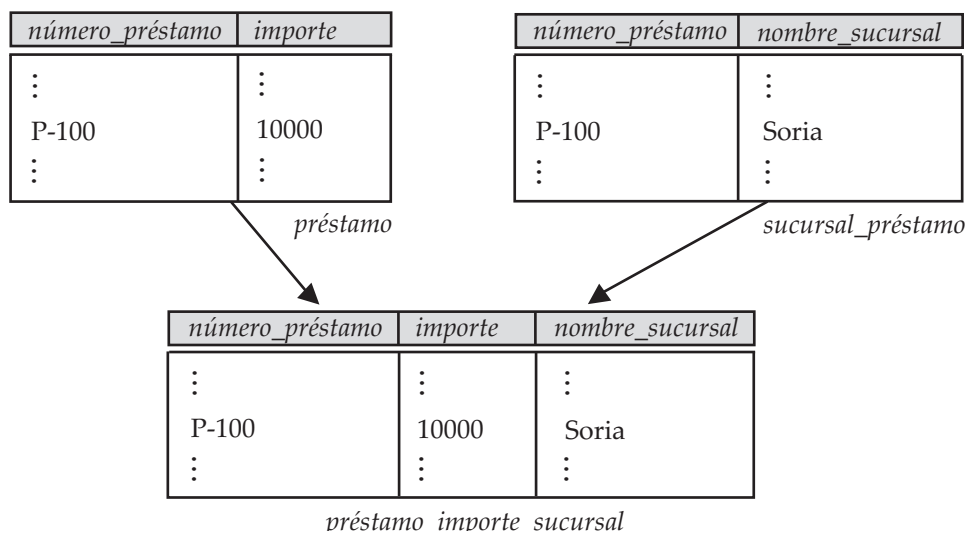 número_préstamo importe
⋮ ⋮
P-100 10000
⋮ ⋮
préstamo
número_préstamo nombre_sucursal
⋮ ⋮
P-100 Soria
⋮ ⋮
sucursal_préstamo
número_préstamo importe nombre_sucursal
⋮ ⋮ ⋮
P-100 10000 Soria
⋮ ⋮ ⋮
préstamo_importe_sucursal